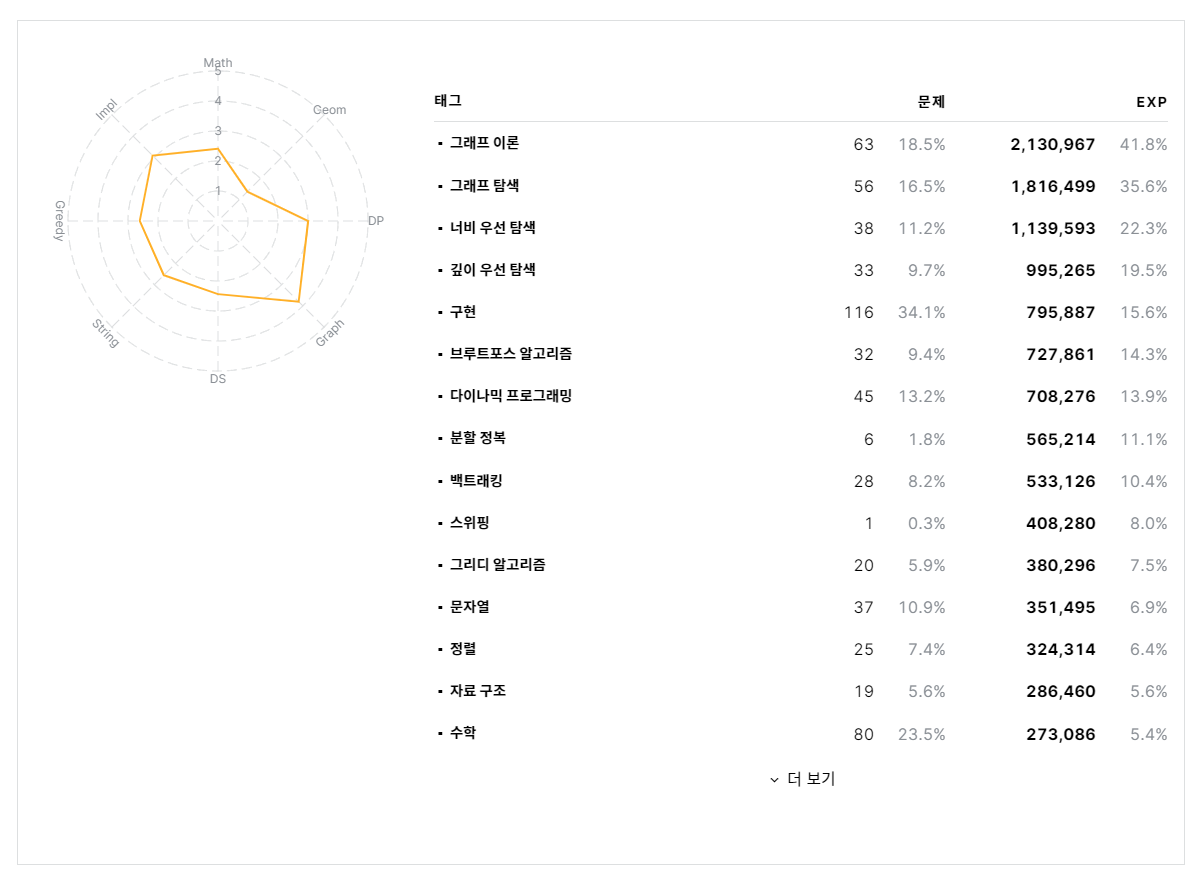 Math
5
Impl
Geom
4
3
2
1
Greedy
DP
String
Graph
DS
태그 문제 EXP
▪ 그래프 이론 63 18.5% 2,130,967 41.8%
▪ 그래프 탐색 56 16.5% 1,816,499 35.6%
▪ 너비 우선 탐색 38 11.2% 1,139,593 22.3%
▪ 깊이 우선 탐색 33 9.7% 995,265 19.5%
▪ 구현 116 34.1% 795,887 15.6%
▪ 브루트포스 알고리즘 32 9.4% 727,861 14.3%
▪ 다이나믹 프로그래밍 45 13.2% 708,276 13.9%
▪ 분할 정복 6 1.8% 565,214 11.1%
▪ 백트래킹 28 8.2% 533,126 10.4%
▪ 스위핑 1 0.3% 408,280 8.0%
▪ 그리디 알고리즘 20 5.9% 380,296 7.5%
▪ 문자열 37 10.9% 351,495 6.9%
▪ 정렬 25 7.4% 324,314 6.4%
▪ 자료 구조 19 5.6% 286,460 5.6%
▪ 수학 80 23.5% 273,086 5.4%
더 보기